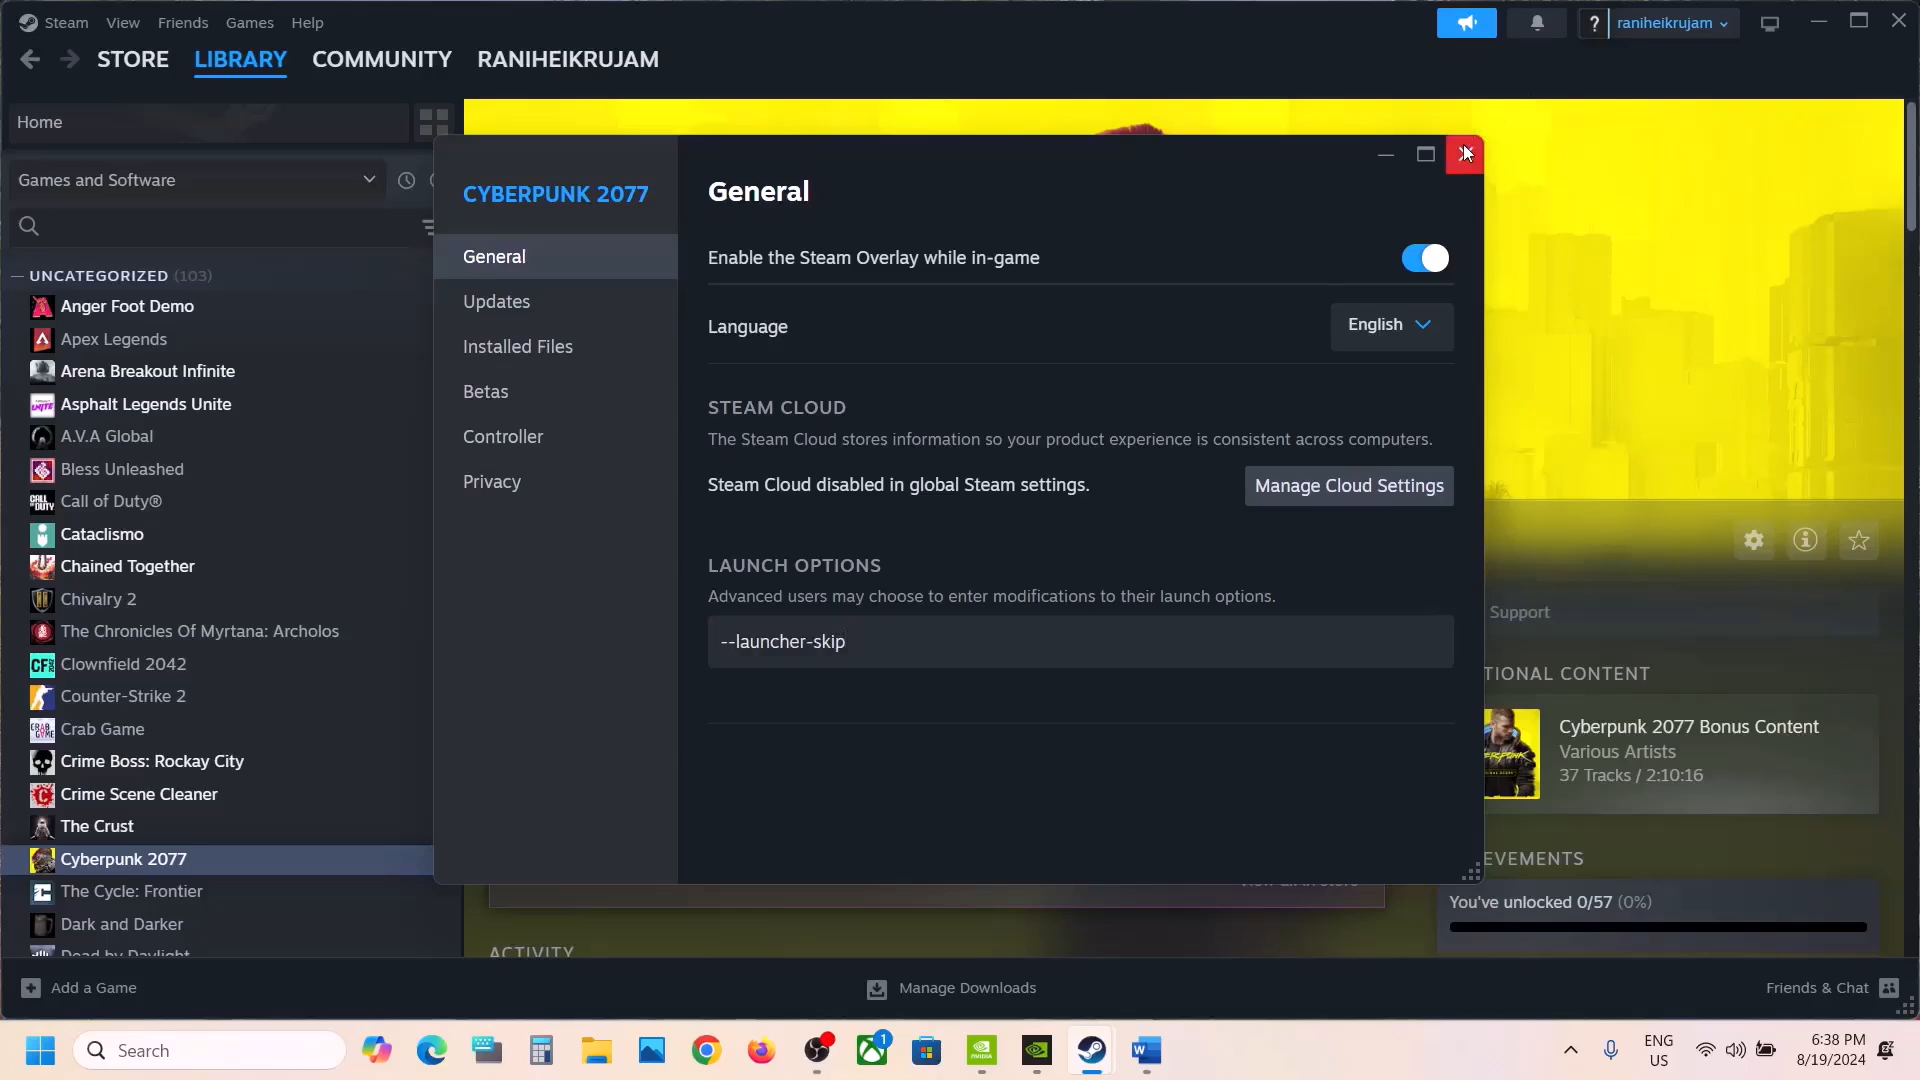 Steam View Friends Games Help
? raniheikrujam
STORE LIBRARY COMMUNITY RANIHEIKRUJAM
Home
Games and Software
UNCATEGORIZED (103)
Anger Foot Demo
Apex Legends
Arena Breakout Infinite
Asphalt Legends Unite
A.V.A Global
Bless Unleashed
Call of Duty®
Cataclismo
Chained Together
Chivalry 2
The Chronicles Of Myrtana: Archolos
Clownfield 2042
Counter-Strike 2
Crab Game
Crime Boss: Rockay City
Crime Scene Cleaner
The Crust
Cyberpunk 2077
The Cycle: Frontier
Dark and Darker
Dead by Daylight
CYBERPUNK 2077
General
Updates
Installed Files
Betas
Controller
Privacy
General
Enable the Steam Overlay while in-game
Language
English
STEAM CLOUD
The Steam Cloud stores information so your product experience is consistent across computers.
Steam Cloud disabled in global Steam settings.
Manage Cloud Settings
LAUNCH OPTIONS
Advanced users may choose to enter modifications to their launch options.
--launcher-skip
Support
TIONAL CONTENT
Cyberpunk 2077 Bonus Content
Various Artists
37 Tracks / 2:10:16
EVEMENTS
You've unlocked 0/57 (0%)
ACTIVITY
Add a Game
Manage Downloads
Friends & Chat
Search
1
ENG
US
6:38 PM
8/19/2024